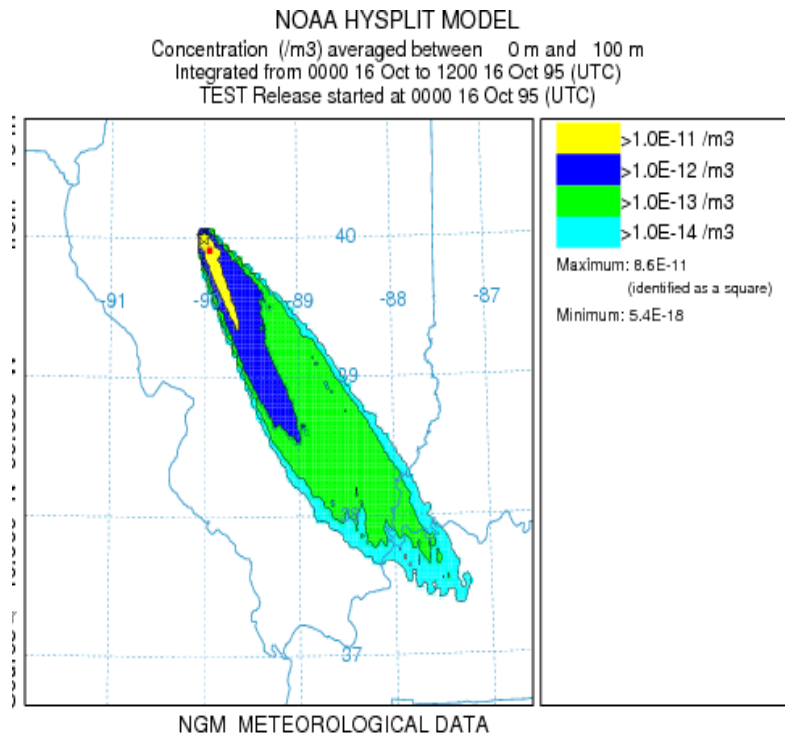 NOAA HYSPLIT MODEL
Concentration (/m3) averaged between 0 m and 100 m
Integrated from 0000 16 Oct to 1200 16 Oct 95 (UTC)
TEST Release started at 0000 16 Oct 95 (UTC)
>1.0E-11 /m3
>1.0E-12 /m3
>1.0E-13 /m3
>1.0E-14 /m3
Maximum: 8.6E-11
(identified as a square)
Minimum: 5.4E-18
40
-91 -90 -89 -88 -87
39
38
37
NGM METEOROLOGICAL DATA